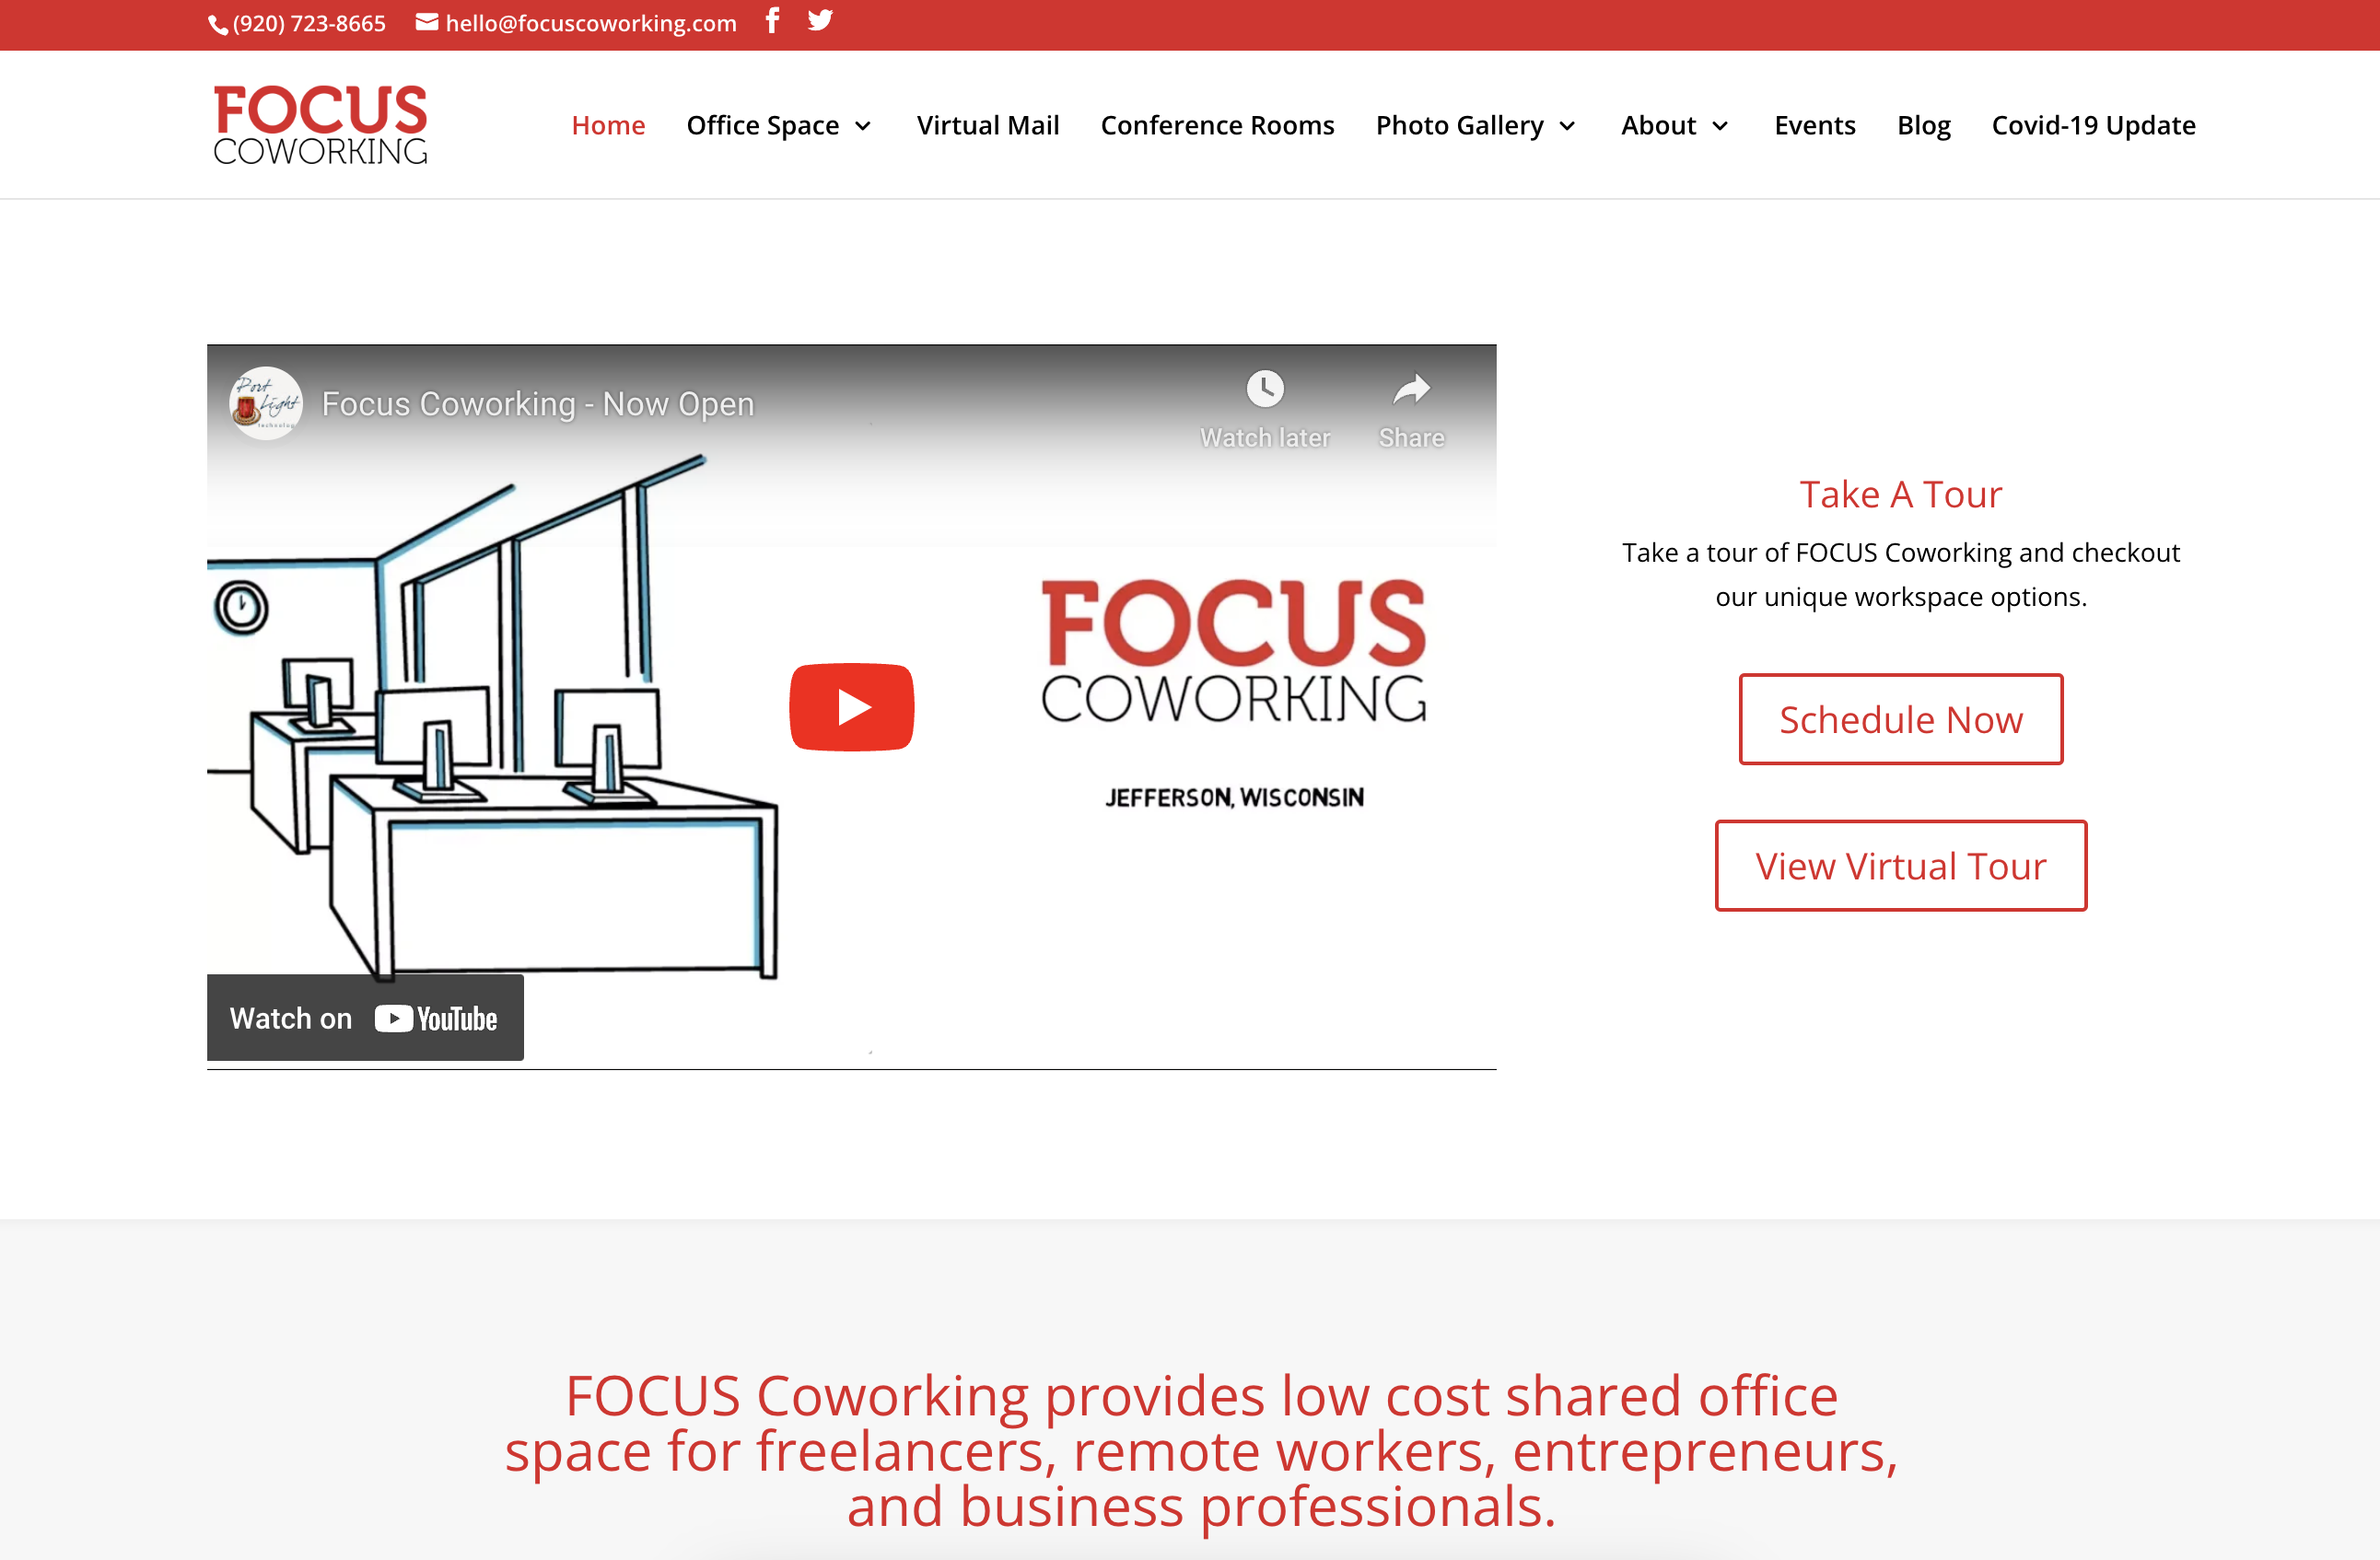 (920) 723-8665 hello@focuscoworking.com
FOCUS
COWORKING
Home Office Space Virtual Mail Conference Rooms Photo Gallery About Events Blog Covid-19 Update
Port
Light
Focus Coworking - Now Open
Watch later Share
FOCUS
COWORKING
JEFFERSON, WISCONSIN
Watch on YouTube
Take A Tour
Take a tour of FOCUS Coworking and checkout
our unique workspace options.
Schedule Now
View Virtual Tour
FOCUS Coworking provides low cost shared office
space for freelancers, remote workers, entrepreneurs,
and business professionals.